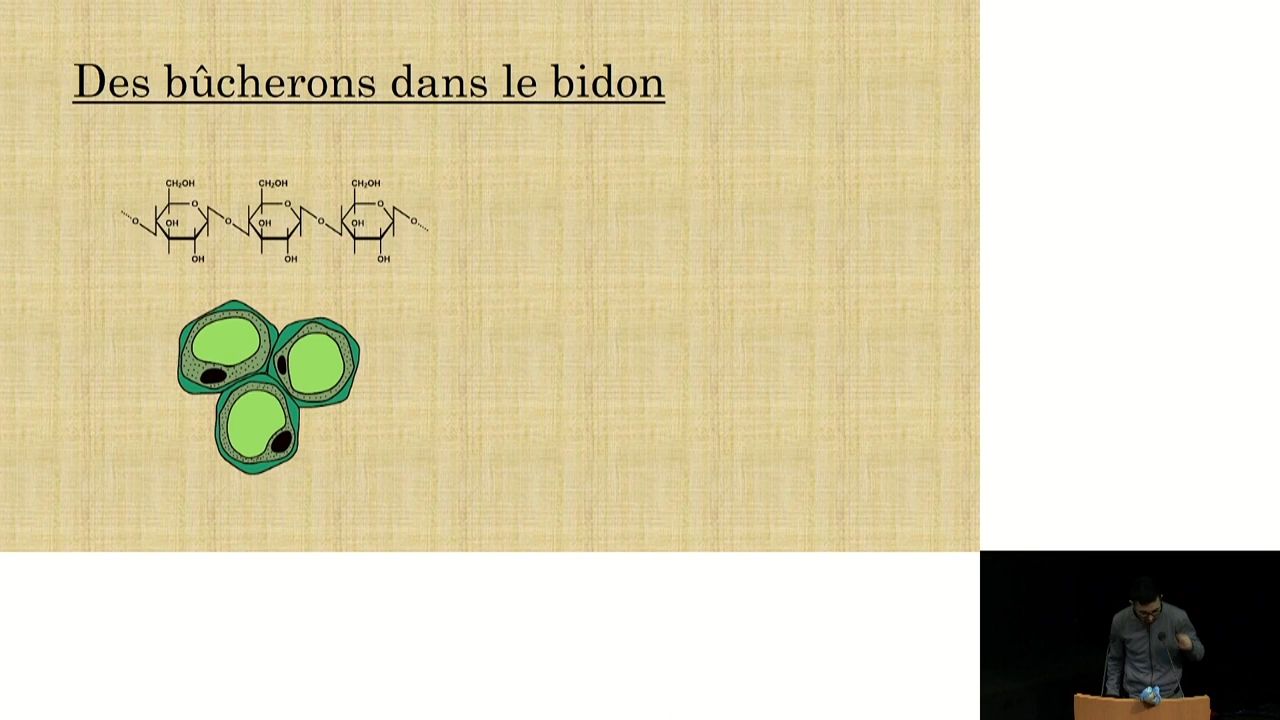 Des bûcherons dans le bidon
CH₂OH CH₂OH CH₂OH
O O O
O OH O OH O OH O
OH OH OH